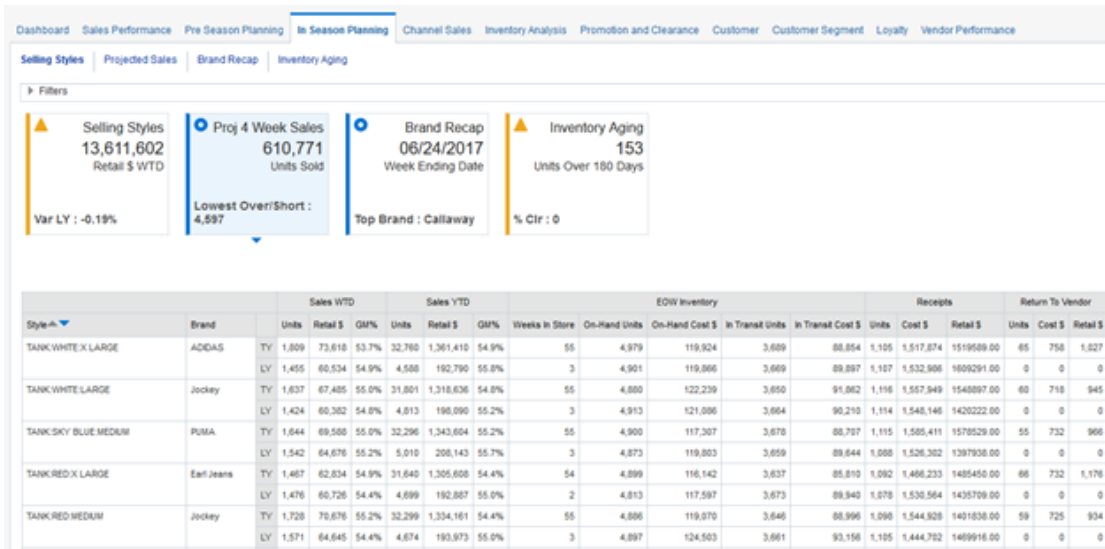 Dashboard Sales Performance Pre Season Planning In Season Planning Channel Sales Inventory Analysis Promotion and Clearance Customer Customer Segment Loyalty Vendor Performance
Selling Styles Projected Sales Brand Recap Inventory Aging
Filters
Selling Styles
13,611,602
Retail $ WTD
Var LY : -0.19%
Proj 4 Week Sales
610,771
Units Sold
Lowest Over/Short :
4,597
Brand Recap
06/24/2017
Week Ending Date
Top Brand : Callaway
Inventory Aging
153
Units Over 180 Days
% Clr : 0
Sales WTD Sales YTD EOW Inventory Receipts Return To Vendor
Style Brand Units Retail $ GM% Units Retail $ GM% Weeks In Store On-Hand Units On-Hand Cost $ In Transit Units In Transit Cost $ Units Cost $ Retail $ Units Cost $ Retail $
TANK:WHITE:X LARGE ADIDAS TY 1,809 73,618 53.7% 32,760 1,361,410 54.9% 55 4,979 119,924 3,689 88,854 1,105 1,517,874 1519589.00 65 758 1,027
LY 1,455 60,534 54.9% 4,588 192,790 55.8% 3 4,901 119,866 3,669 89,897 1,107 1,532,986 1609291.00 0 0 0
TANK:WHITE:LARGE Jockey TY 1,637 67,485 55.0% 31,801 1,318,636 54.8% 55 4,880 122,239 3,650 91,862 1,116 1,557,949 1548897.00 60 718 945
LY 1,424 60,382 54.8% 4,813 198,090 55.2% 3 4,913 121,086 3,664 90,210 1,114 1,548,146 1420222.00 0 0 0
TANK:SKY BLUE:MEDIUM PUMA TY 1,644 69,588 55.0% 32,296 1,343,604 55.2% 55 4,900 117,307 3,678 88,707 1,115 1,585,411 1578529.00 55 732 966
LY 1,542 64,676 55.2% 5,010 208,143 55.7% 3 4,873 119,803 3,659 89,644 1,088 1,526,302 1397938.00 0 0 0
TANK:RED:X LARGE Earl Jeans TY 1,467 62,834 54.9% 31,640 1,305,608 54.4% 54 4,899 116,142 3,637 85,810 1,092 1,466,233 1485450.00 66 732 1,176
LY 1,476 60,726 54.4% 4,699 192,887 55.0% 2 4,813 117,597 3,673 89,940 1,078 1,530,564 1435709.00 0 0 0
TANK:RED:MEDIUM Jockey TY 1,728 70,676 55.2% 32,299 1,334,161 54.4% 55 4,886 119,070 3,646 88,996 1,098 1,544,928 1401838.00 59 725 934
LY 1,571 64,645 54.4% 4,674 193,973 55.0% 3 4,897 124,503 3,661 93,156 1,105 1,444,702 1469916.00 0 0 0